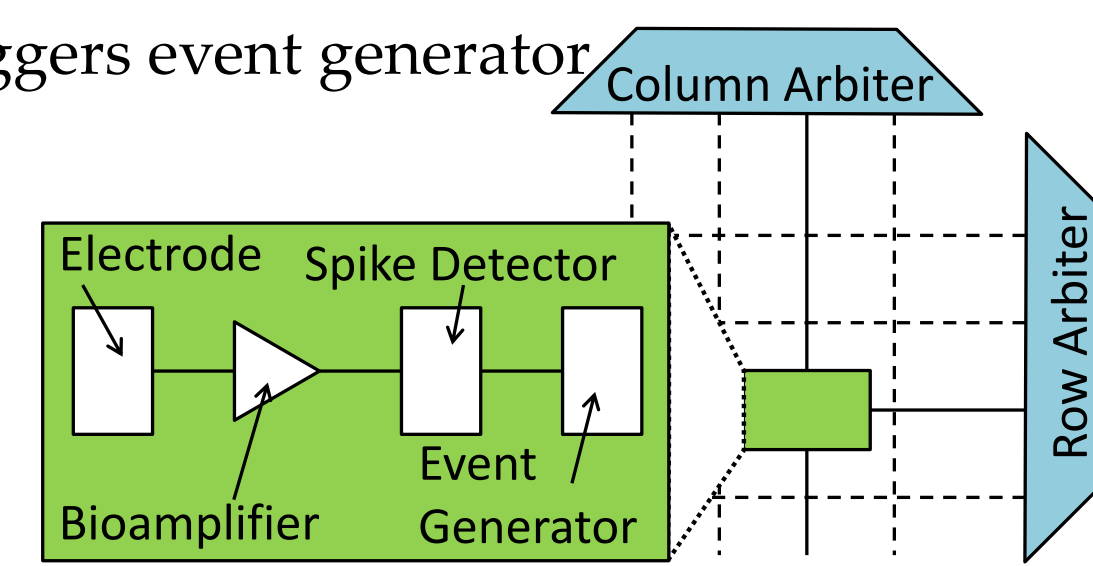 ggers event generator
Column Arbiter
Row Arbiter
Electrode
Spike Detector
Bioamplifier
Event
Generator